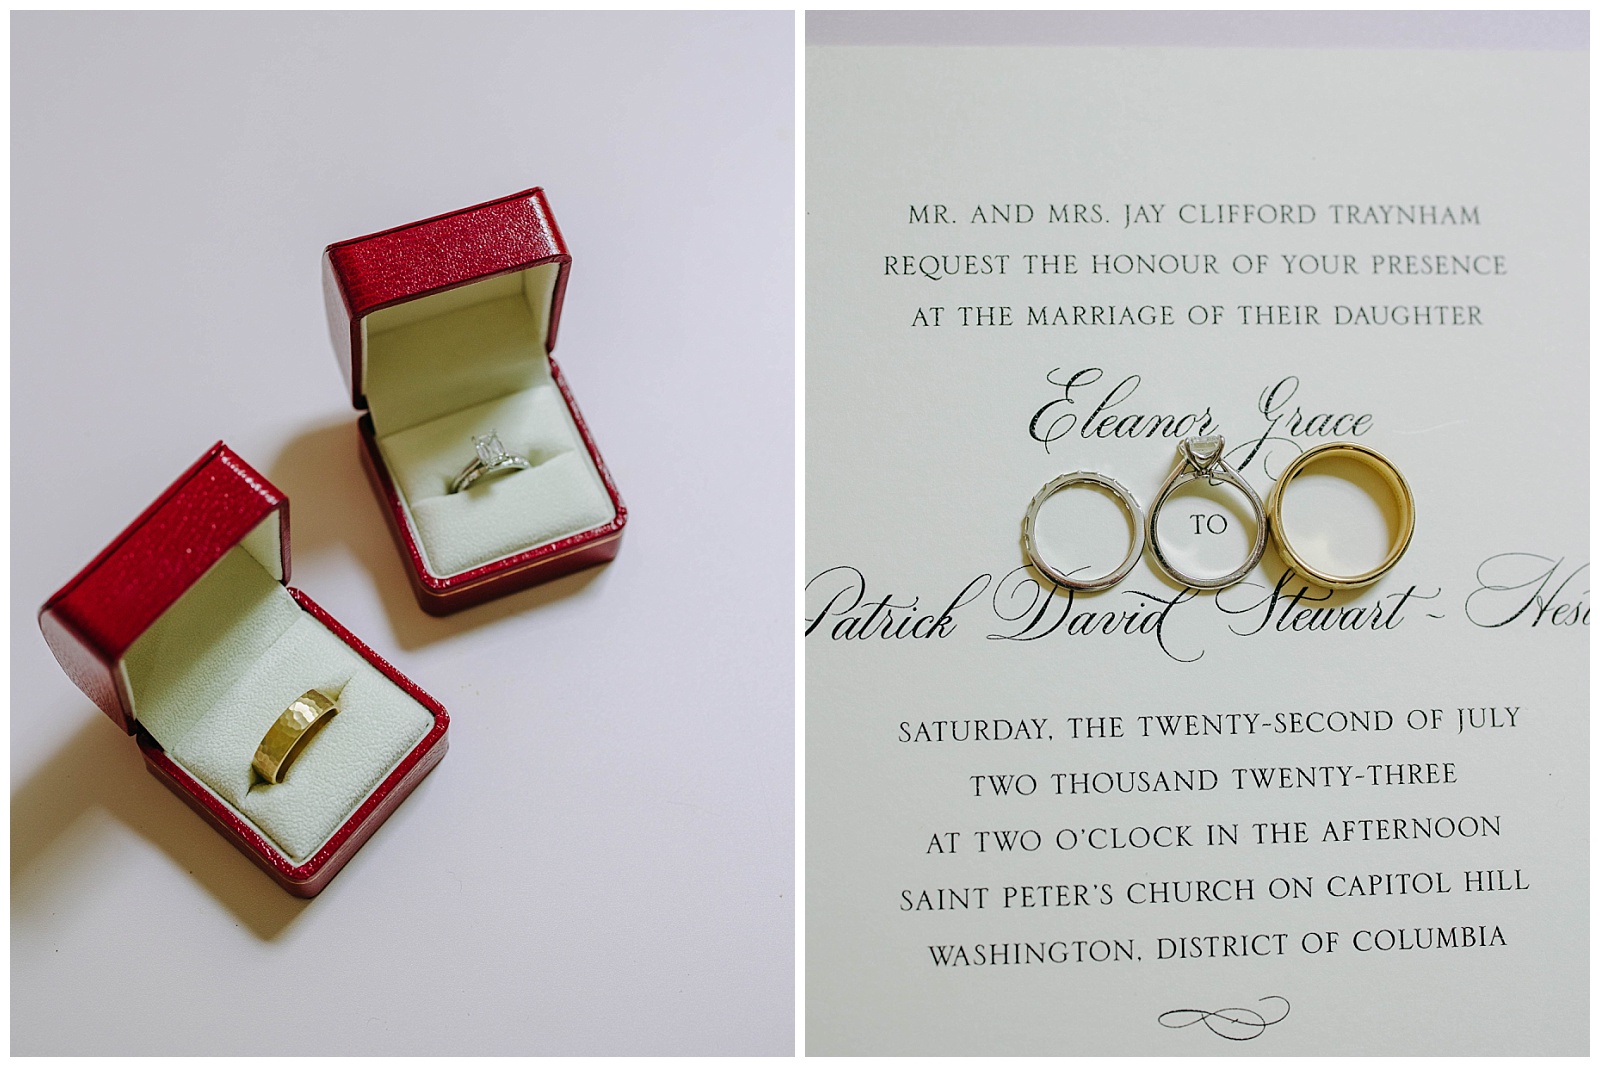 MR. AND MRS. JAY CLIFFORD TRAYNHAM
REQUEST THE HONOUR OF YOUR PRESENCE
AT THE MARRIAGE OF THEIR DAUGHTER
Eleanor Grace
TO
Patrick David Stewart - Hest
SATURDAY, THE TWENTY-SECOND OF JULY
TWO THOUSAND TWENTY-THREE
AT TWO O'CLOCK IN THE AFTERNOON
SAINT PETER'S CHURCH ON CAPITOL HILL
WASHINGTON, DISTRICT OF COLUMBIA